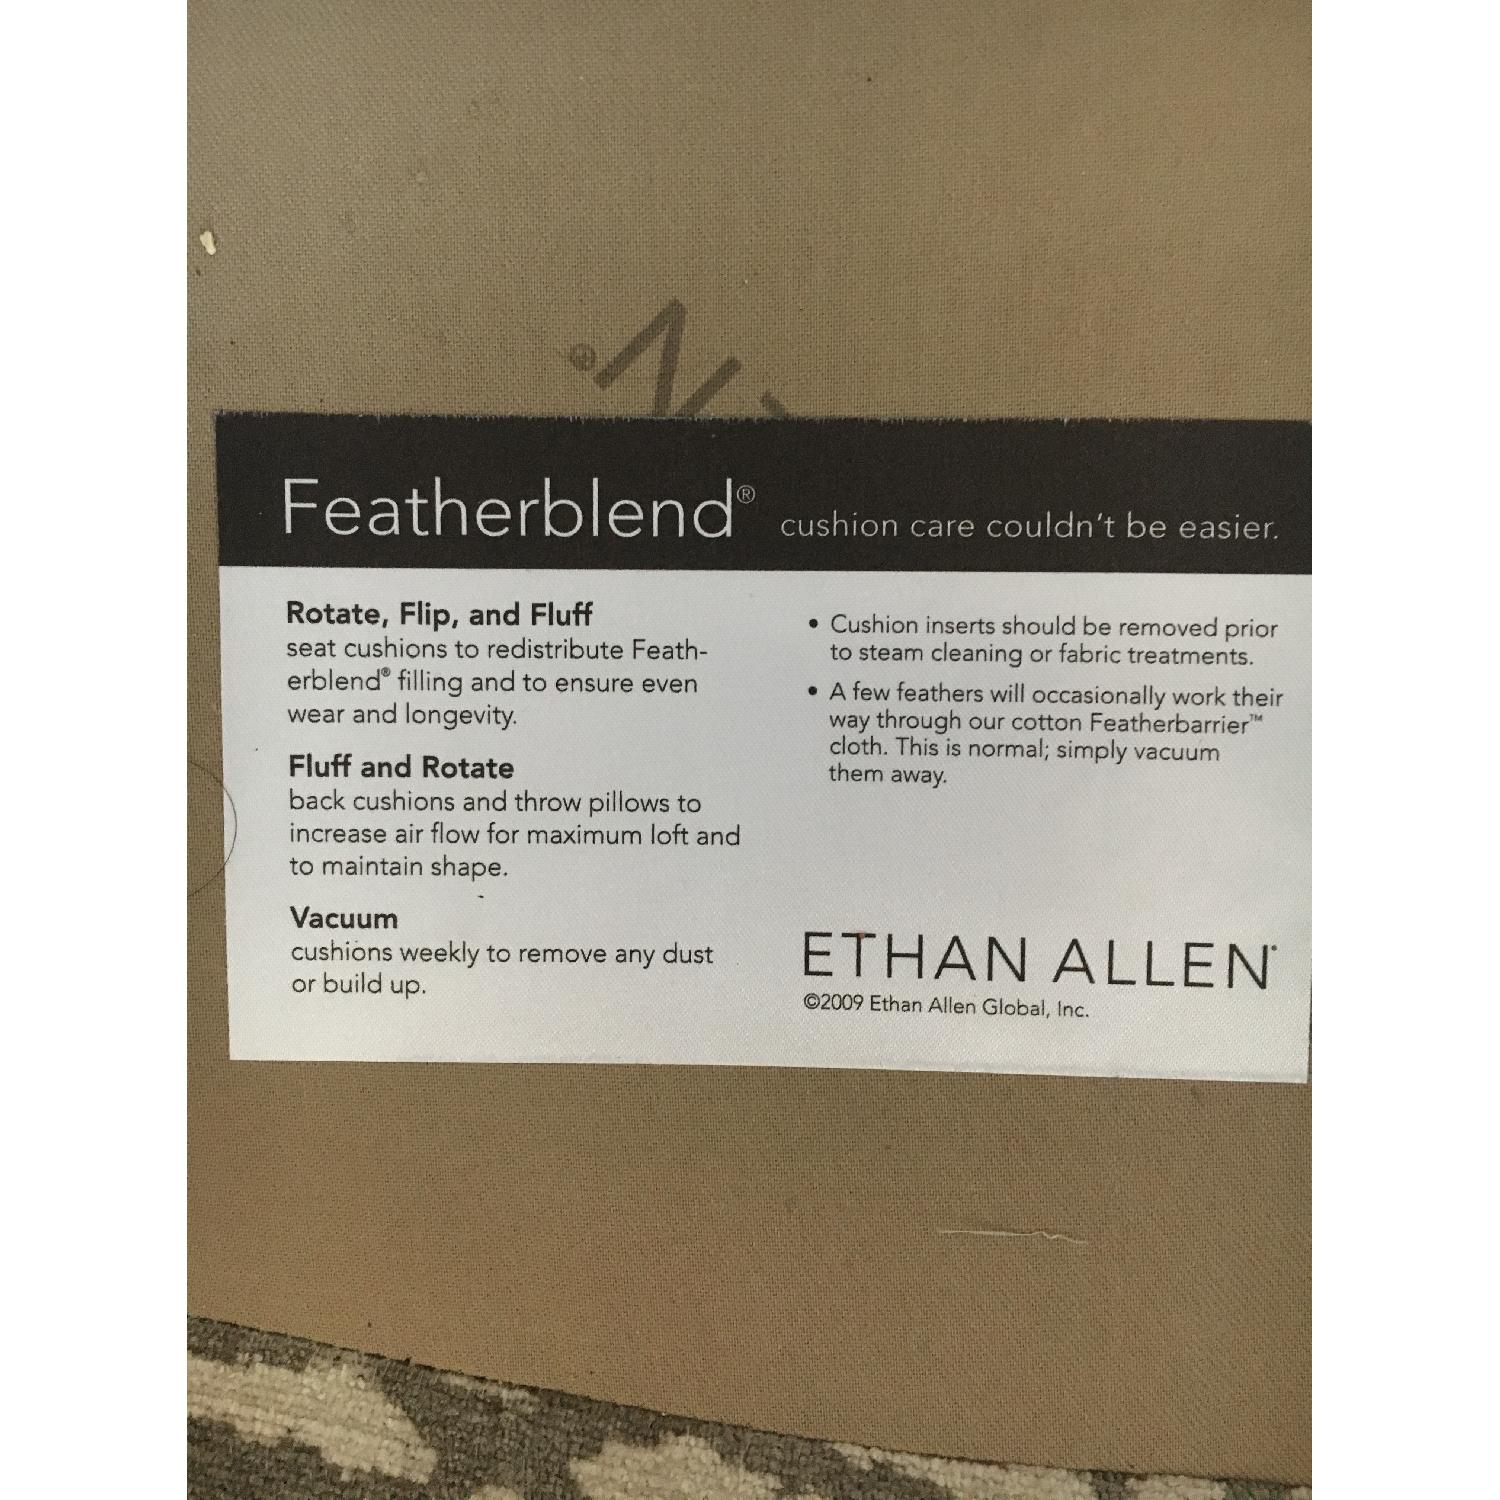 N®
Featherblend® cushion care couldn't be easier.
Rotate, Flip, and Fluff
seat cushions to redistribute Feath-
erblend® filling and to ensure even
wear and longevity.
Fluff and Rotate
back cushions and throw pillows to
increase air flow for maximum loft and
to maintain shape.
Vacuum
cushions weekly to remove any dust
or build up.
• Cushion inserts should be removed prior
to steam cleaning or fabric treatments.
• A few feathers will occasionally work their
way through our cotton Featherbarrier™
cloth. This is normal; simply vacuum
them away.
ETHAN ALLEN®
©2009 Ethan Allen Global, Inc.